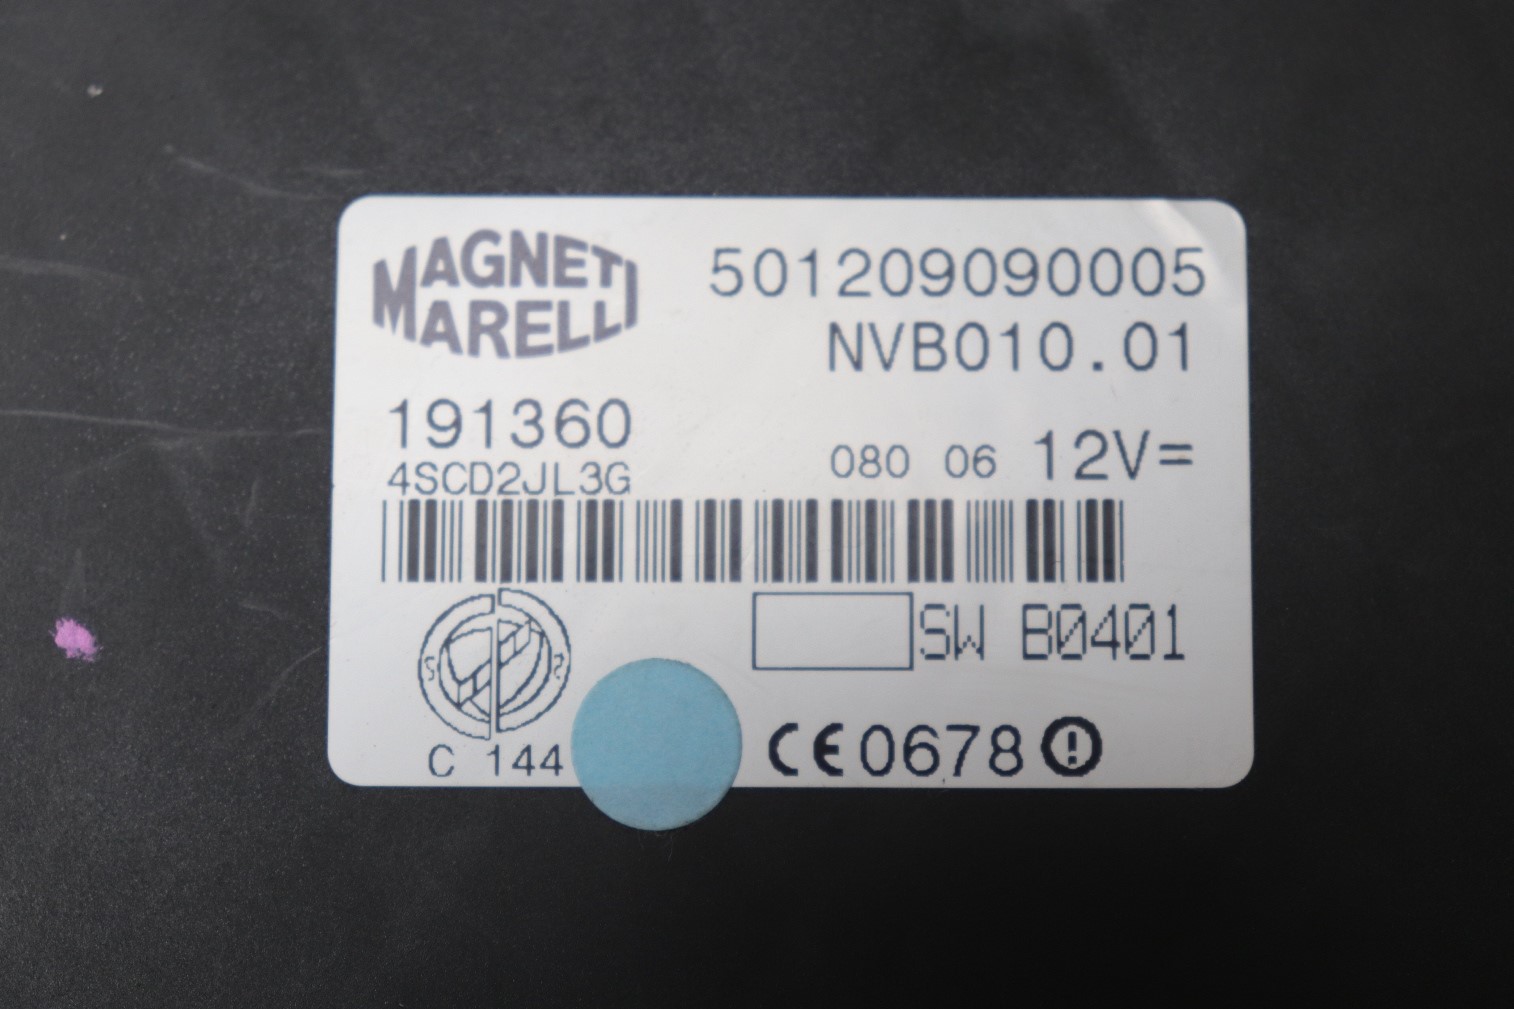 MAGNETI
MARELLI
501209090005
NVB010.01
191360
4SCD2JL3G
080 06 12V=
SW B0401
C 144
CE0678